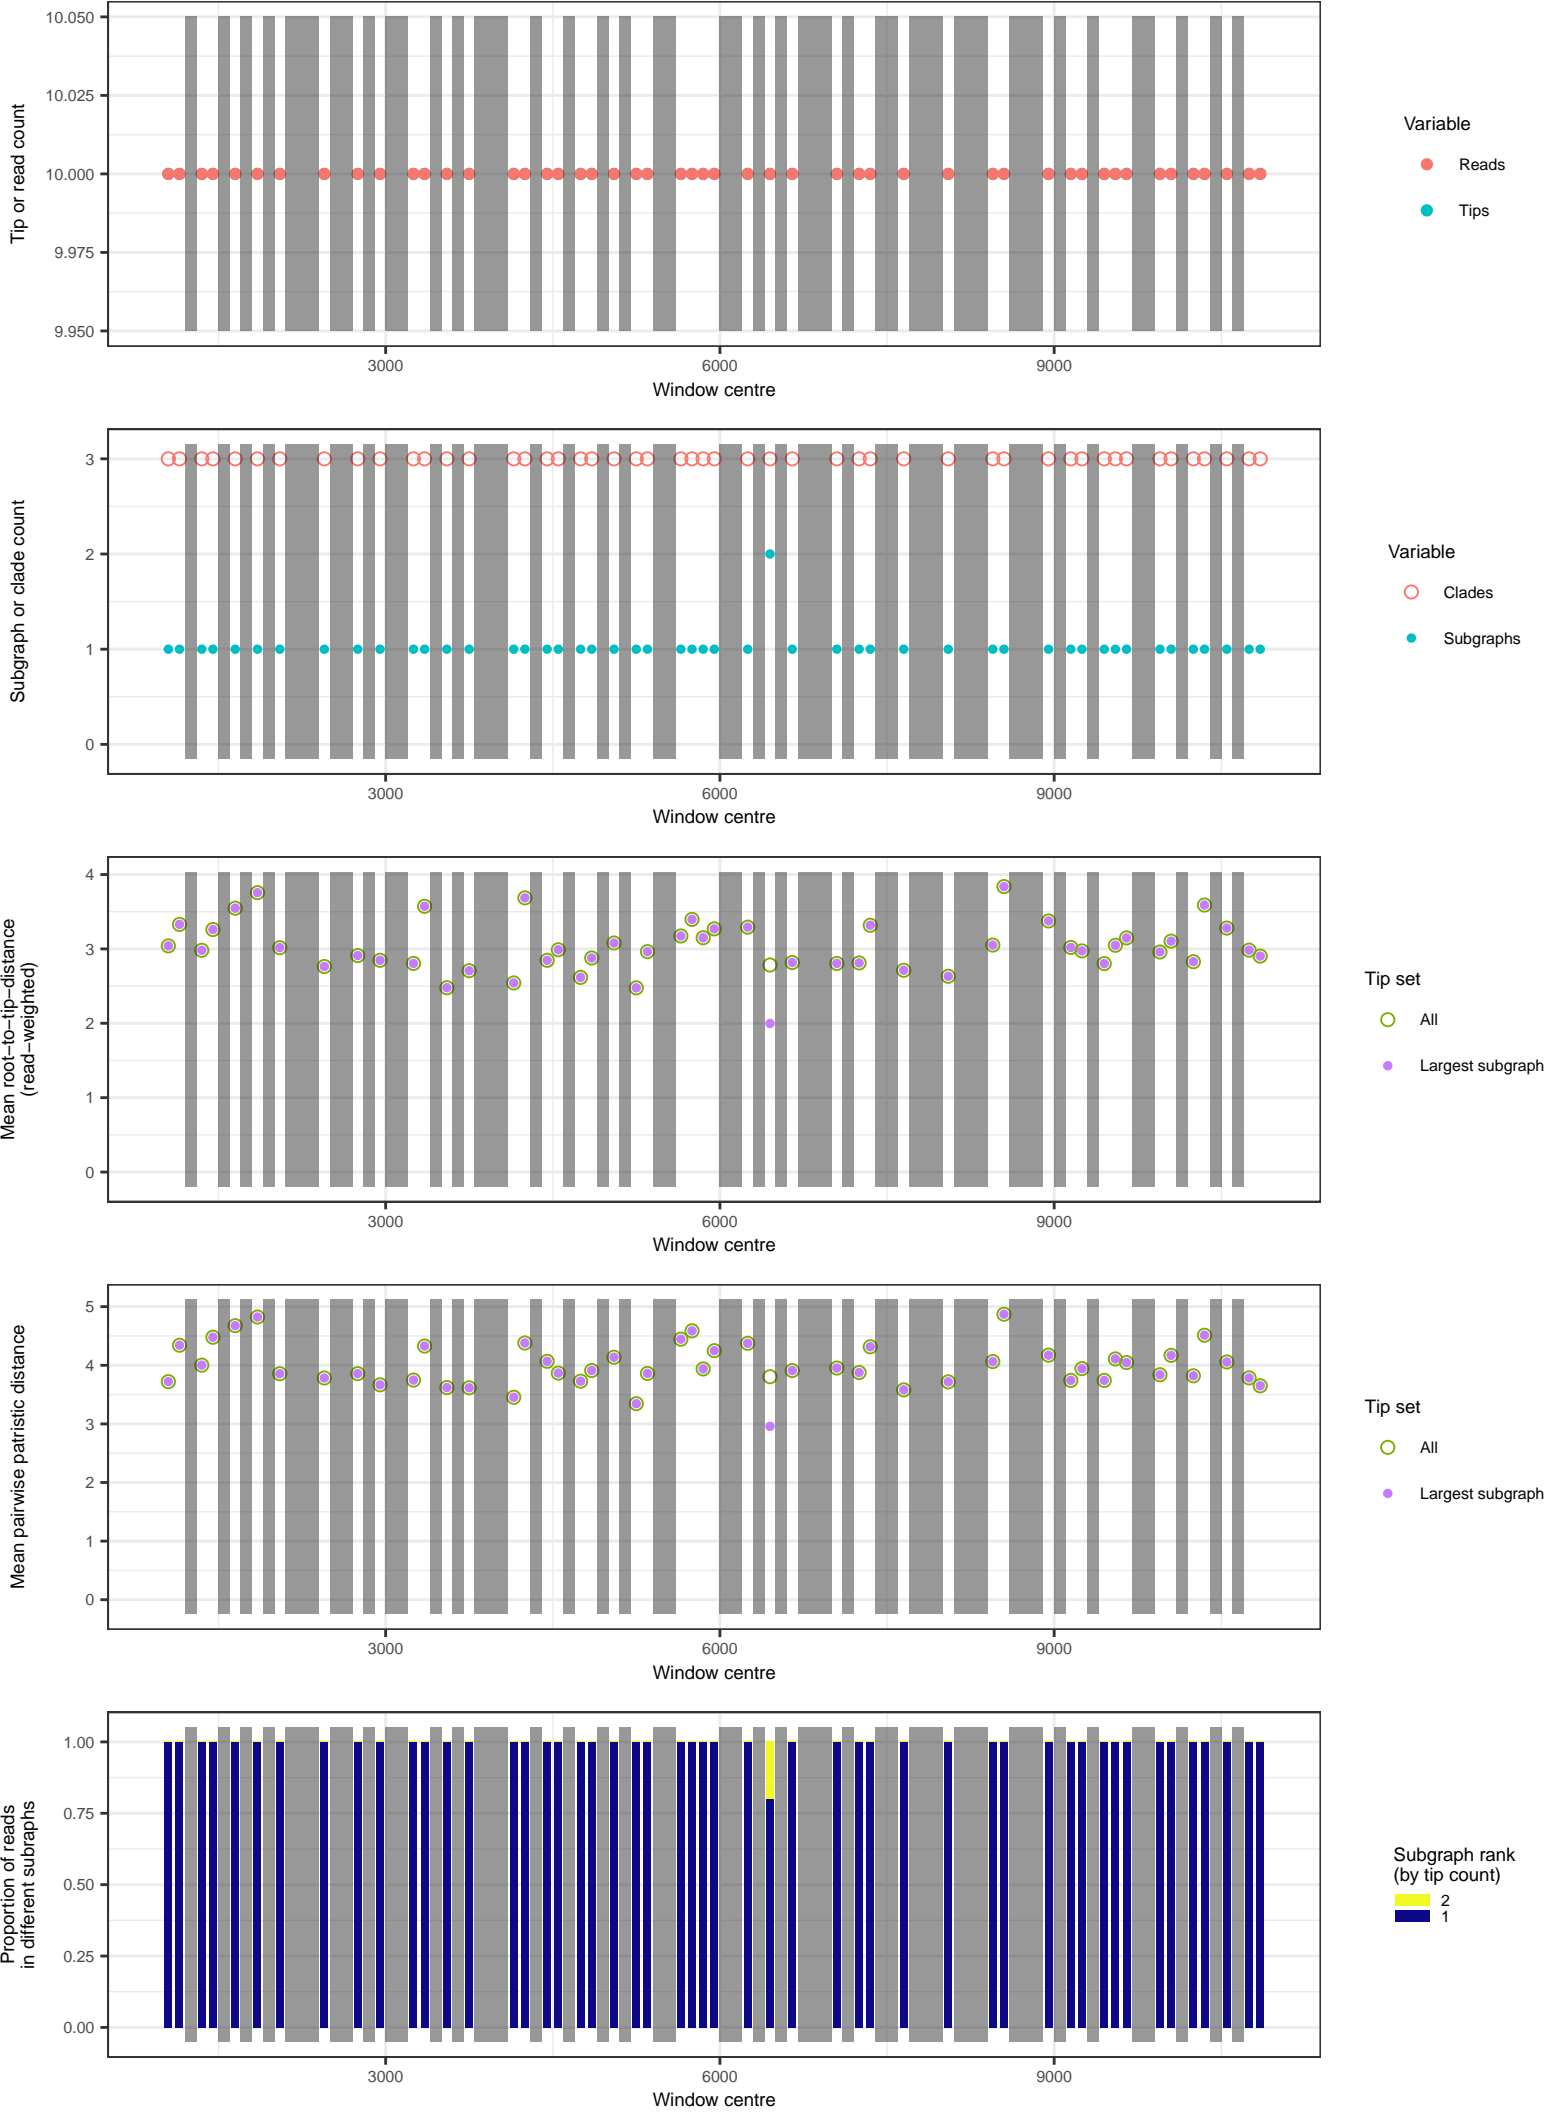 10.050
10.025
10.000
9.975
9.950
Tip or read count
3000
6000
9000
Window centre
Variable
Reads
Tips
3
2
1
0
Subgraph or clade count
3000
6000
9000
Window centre
Variable
Clades
Subgraphs
4
3
2
1
0
Mean root−to−tip−distance
(read−weighted)
3000
6000
9000
Window centre
Tip set
All
Largest subgraph
5
4
3
2
1
0
Mean pairwise patristic distance
3000
6000
9000
Window centre
Tip set
All
Largest subgraph
1.00
0.75
0.50
0.25
0.00
Proportion of reads
in different subraphs
3000
6000
9000
Window centre
Subgraph rank
(by tip count)
2
1